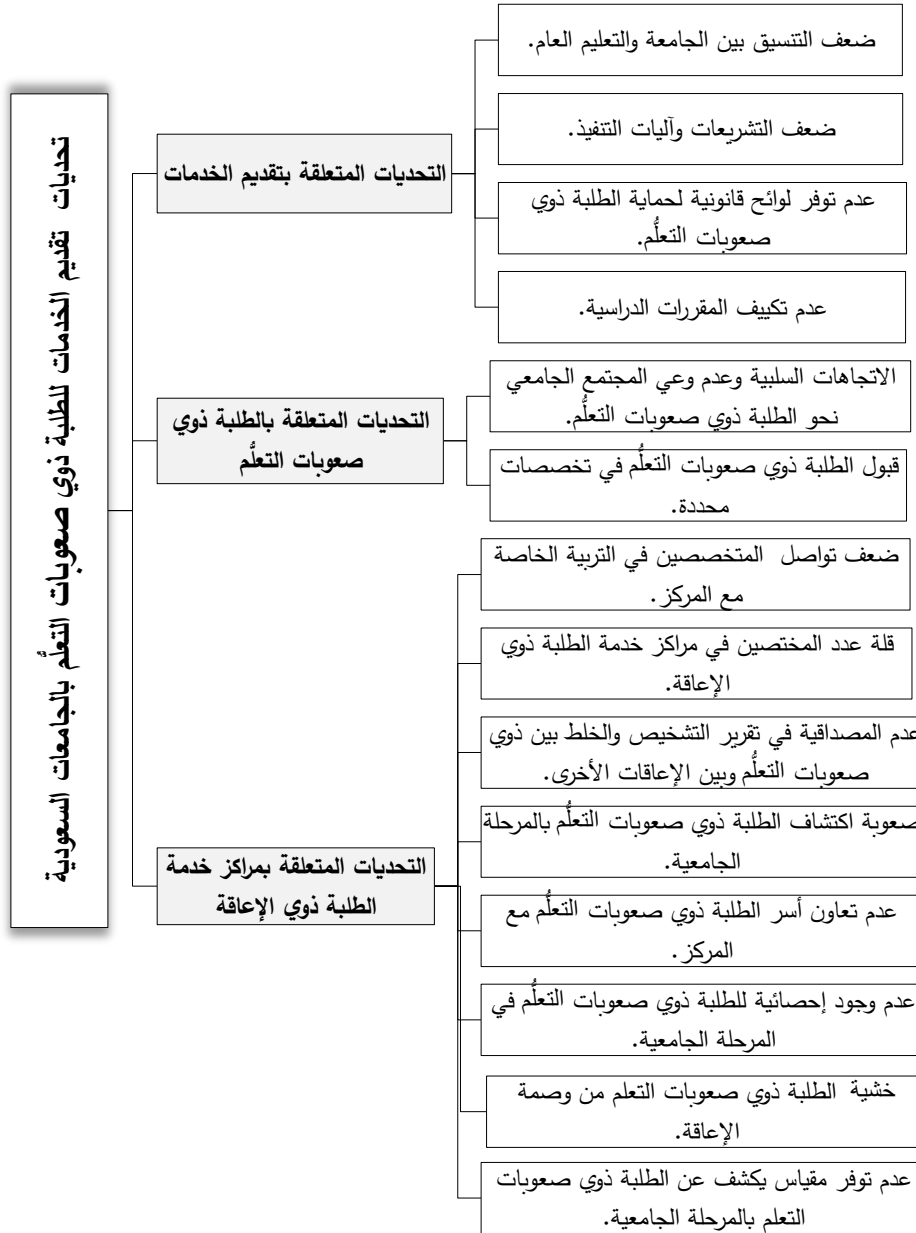 تحديات تقديم الخدمات للطلبة ذوي صعوبات التعلُّم بالجامعات السعودية
التحديات المتعلقة بتقديم الخدمات
ضعف التنسيق بين الجامعة والتعليم العام.
ضعف التشريعات وآليات التنفيذ.
عدم توفر لوائح قانونية لحماية الطلبة ذوي
صعوبات التعلُّم.
عدم تكييف المقررات الدراسية.
التحديات المتعلقة بالطلبة ذوي
صعوبات التعلُّم
الاتجاهات السلبية وعدم وعي المجتمع الجامعي
نحو الطلبة ذوي صعوبات التعلُّم.
قبول الطلبة ذوي صعوبات التعلُّم في تخصصات
محددة.
التحديات المتعلقة بمراكز خدمة
الطلبة ذوي الإعاقة
ضعف تواصل المتخصصين في التربية الخاصة
مع المركز.
قلة عدد المختصين في مراكز خدمة الطلبة ذوي
الإعاقة.
عدم المصداقية في تقرير التشخيص والخلط بين ذوي
صعوبات التعلُّم وبين الإعاقات الأخرى.
صعوبة اكتشاف الطلبة ذوي صعوبات التعلُّم بالمرحلة
الجامعية.
عدم تعاون أسر الطلبة ذوي صعوبات التعلُّم مع
المركز.
عدم وجود إحصائية للطلبة ذوي صعوبات التعلُّم في
المرحلة الجامعية.
خشية الطلبة ذوي صعوبات التعلم من وصمة
الإعاقة.
عدم توفر مقياس يكشف عن الطلبة ذوي صعوبات
التعلم بالمرحلة الجامعية.